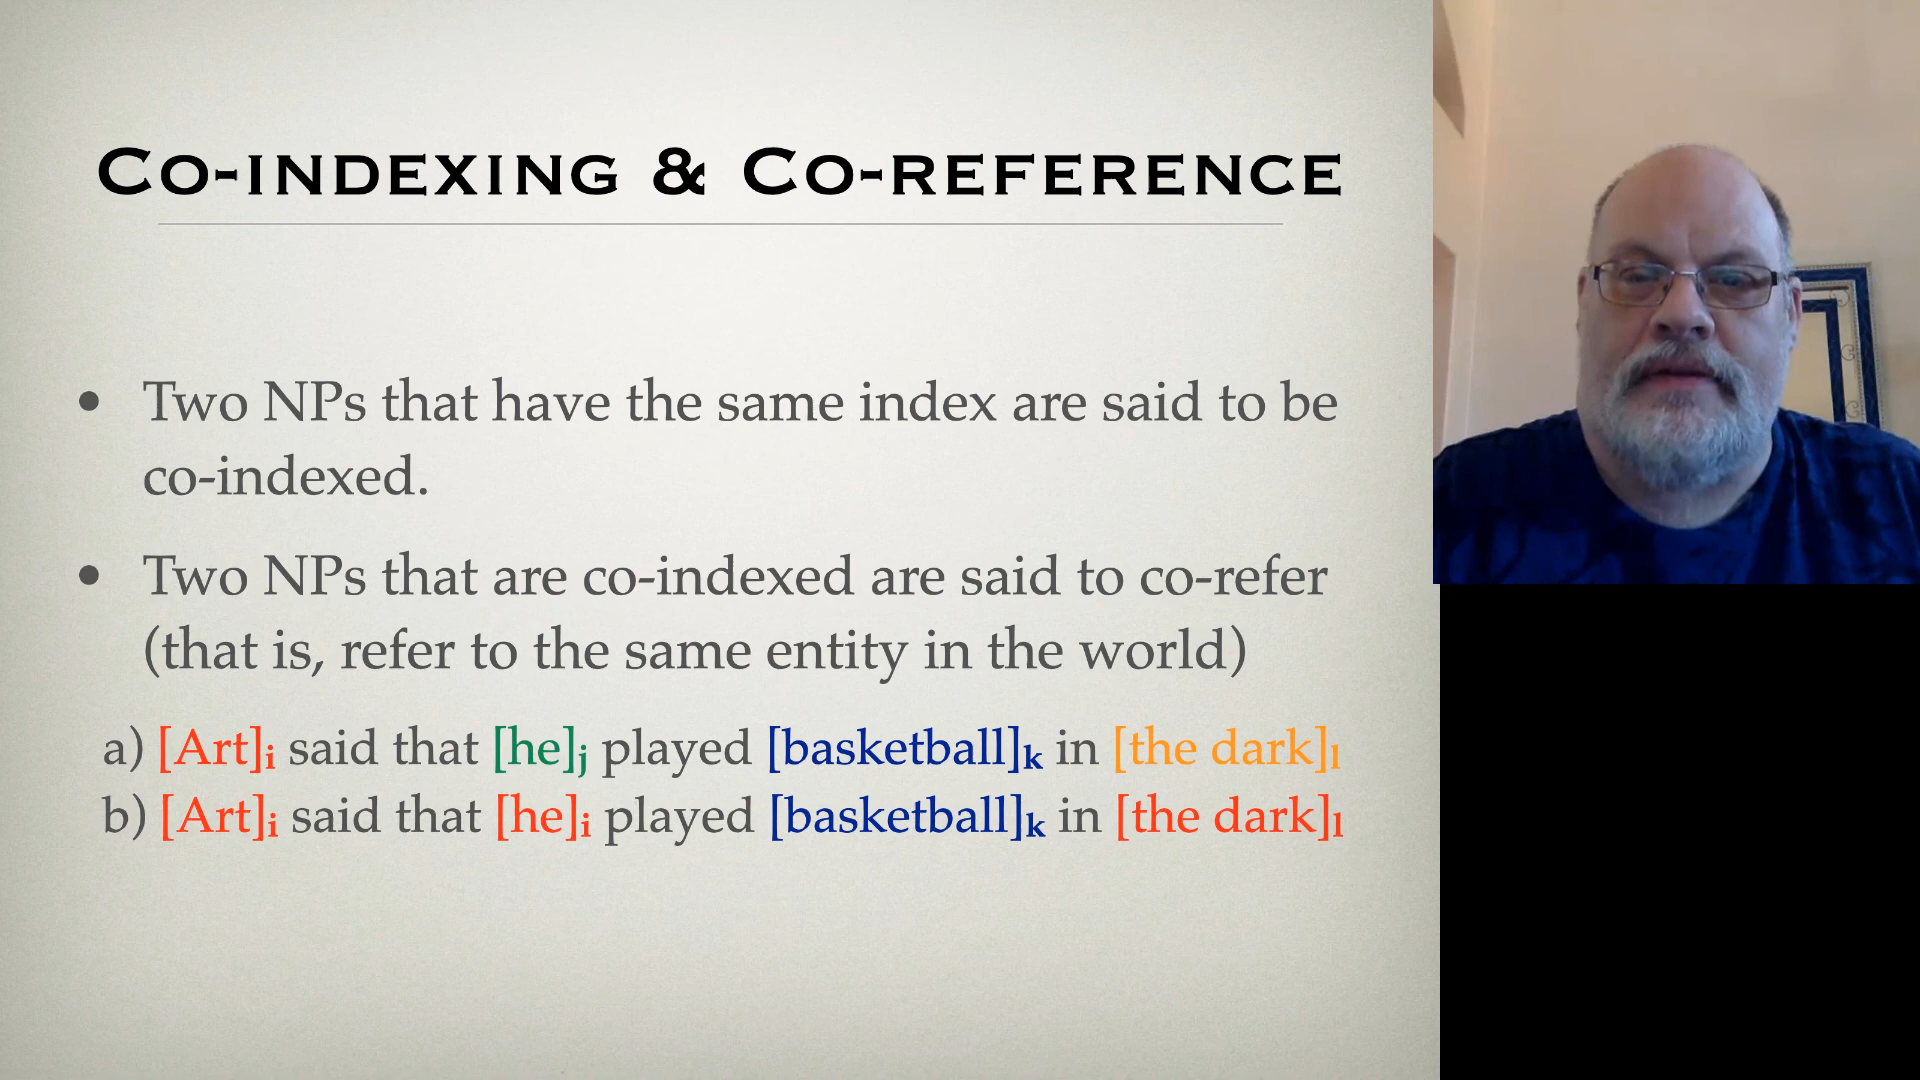 CO-INDEXING & CO-REFERENCE
• Two NPs that have the same index are said to be
co-indexed.
• Two NPs that are co-indexed are said to co-refer
(that is, refer to the same entity in the world)
a) [Art]i said that [he]j played [basketball]k in [the dark]l
b) [Art]i said that [he]i played [basketball]k in [the dark]l